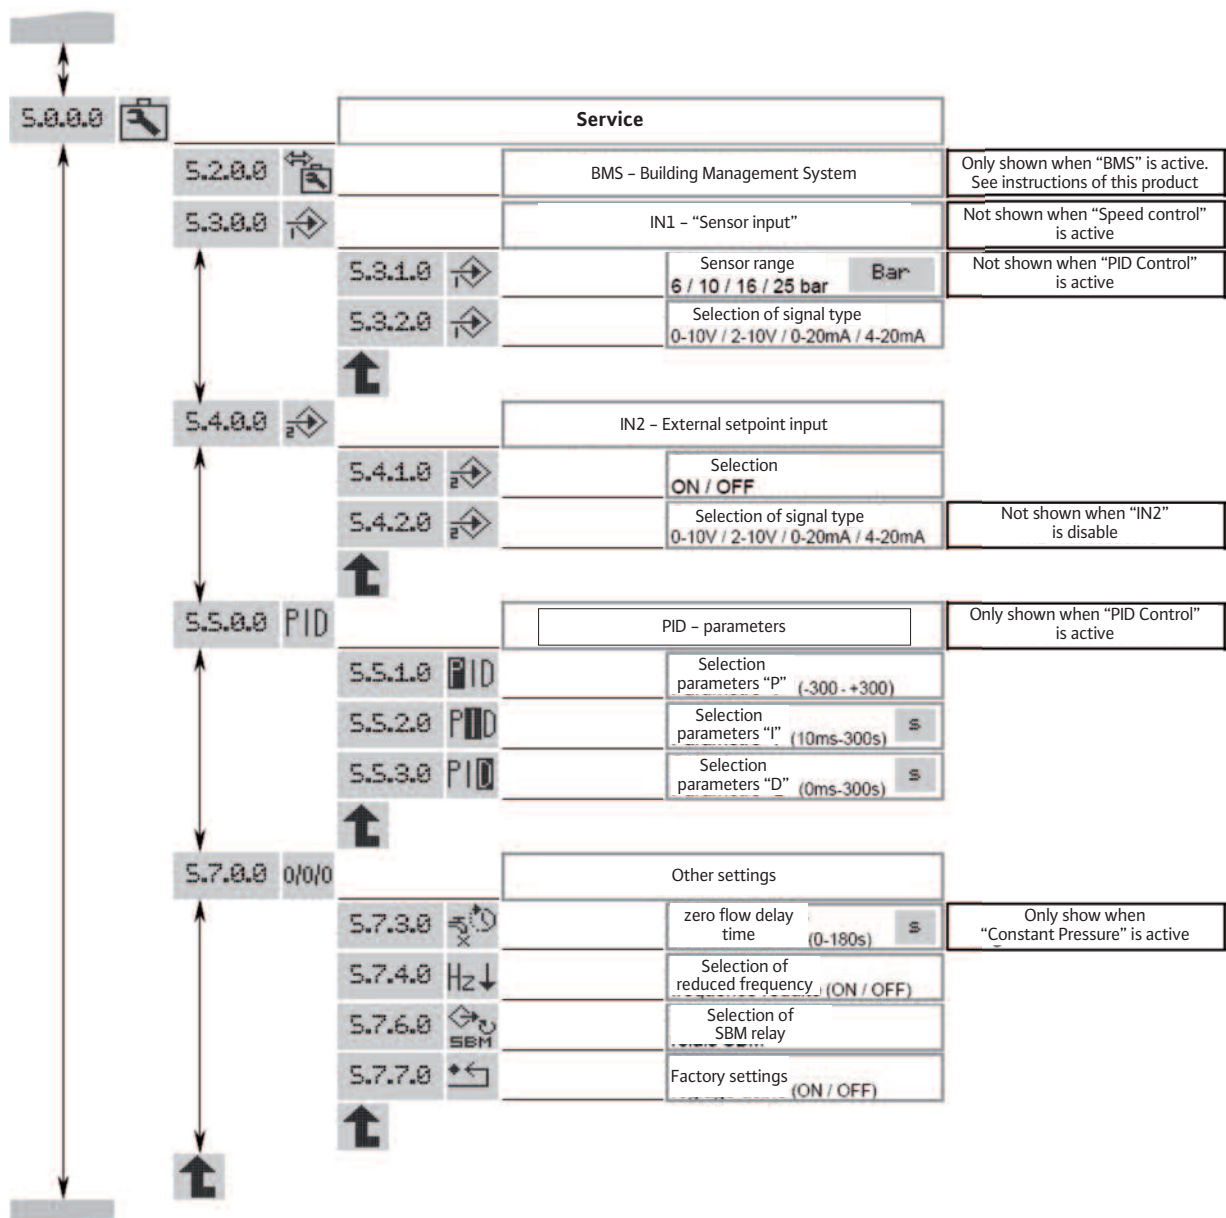 5.0.0.0
Service
5.2.0.0
BMS – Building Management System
Only shown when “BMS” is active.
See instructions of this product
5.3.0.0
1
IN1 – “Sensor input”
Not shown when “Speed control”
is active
5.3.1.0
1
Sensor range
6 / 10 / 16 / 25 bar
Bar
Not shown when “PID Control”
is active
5.3.2.0
1
Selection of signal type
0-10V / 2-10V / 0-20mA / 4-20mA
5.4.0.0
2
IN2 – External setpoint input
5.4.1.0
2
Selection
ON / OFF
5.4.2.0
2
Selection of signal type
0-10V / 2-10V / 0-20mA / 4-20mA
Not shown when “IN2”
is disable
5.5.0.0
PID
PID – parameters
Only shown when “PID Control”
is active
5.5.1.0
PID
Selection
parameters “P” (-300 - +300)
5.5.2.0
PID
Selection
parameters “I” (10ms-300s)
s
5.5.3.0
PID
Selection
parameters “D” (0ms-300s)
s
5.7.0.0
0/0/0
Other settings
5.7.3.0
zero flow delay
time (0-180s)
s
Only show when
“Constant Pressure” is active
5.7.4.0
Hz
Selection of
reduced frequency (ON / OFF)
5.7.6.0
SBM
Selection of
SBM relay
5.7.7.0
Factory settings
(ON / OFF)